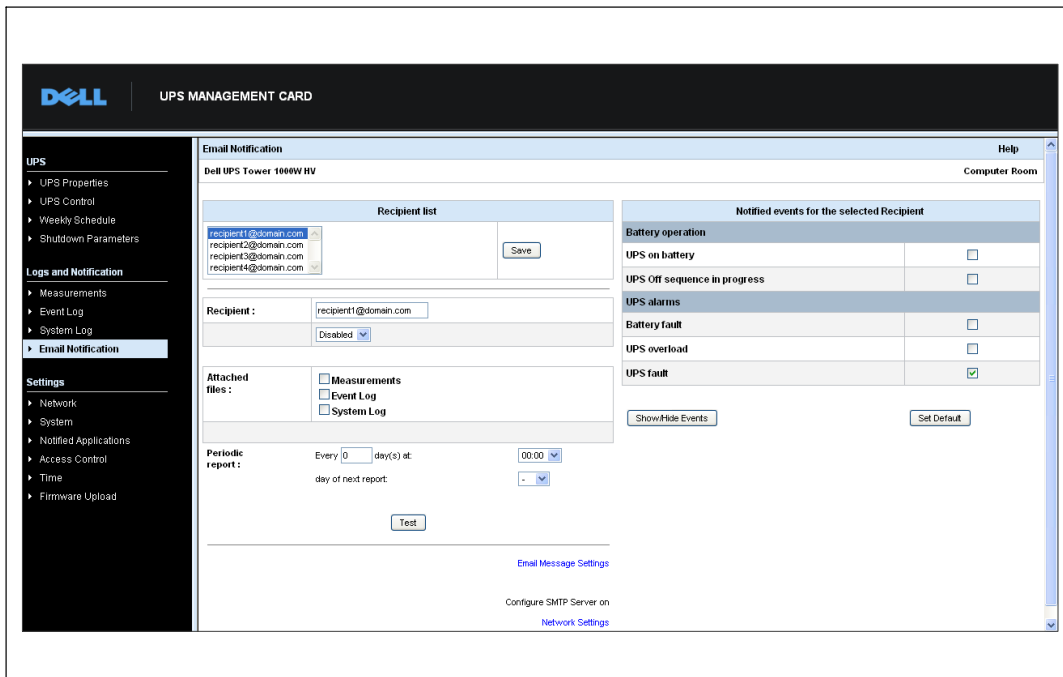 DELL
UPS MANAGEMENT CARD
UPS
UPS Properties
UPS Control
Weekly Schedule
Shutdown Parameters
Logs and Notification
Measurements
Event Log
System Log
Email Notification
Settings
Network
System
Notified Applications
Access Control
Time
Firmware Upload
Email Notification Help
Dell UPS Tower 1000W HV Computer Room
Recipient list
recipient1@domain.com
recipient2@domain.com
recipient3@domain.com
recipient4@domain.com
Save
Recipient : recipient1@domain.com
Disabled
Attached files :
Measurements
Event Log
System Log
Periodic report :
Every 0 day(s) at: 00:00
day of next report: -
Test
Email Message Settings
Configure SMTP Server on
Network Settings
Notified events for the selected Recipient
Battery operation
UPS on battery
UPS Off sequence in progress
UPS alarms
Battery fault
UPS overload
UPS fault
Show/Hide Events Set Default